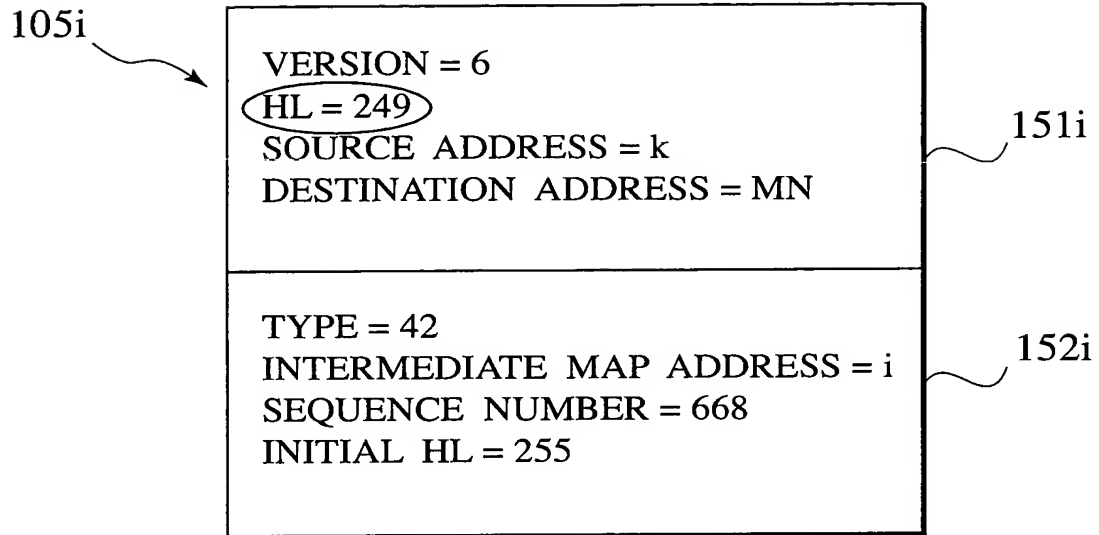 105i
VERSION = 6
HL = 249
SOURCE ADDRESS = k
DESTINATION ADDRESS = MN
151i
TYPE = 42
INTERMEDIATE MAP ADDRESS = i
SEQUENCE NUMBER = 668
INITIAL HL = 255
152i